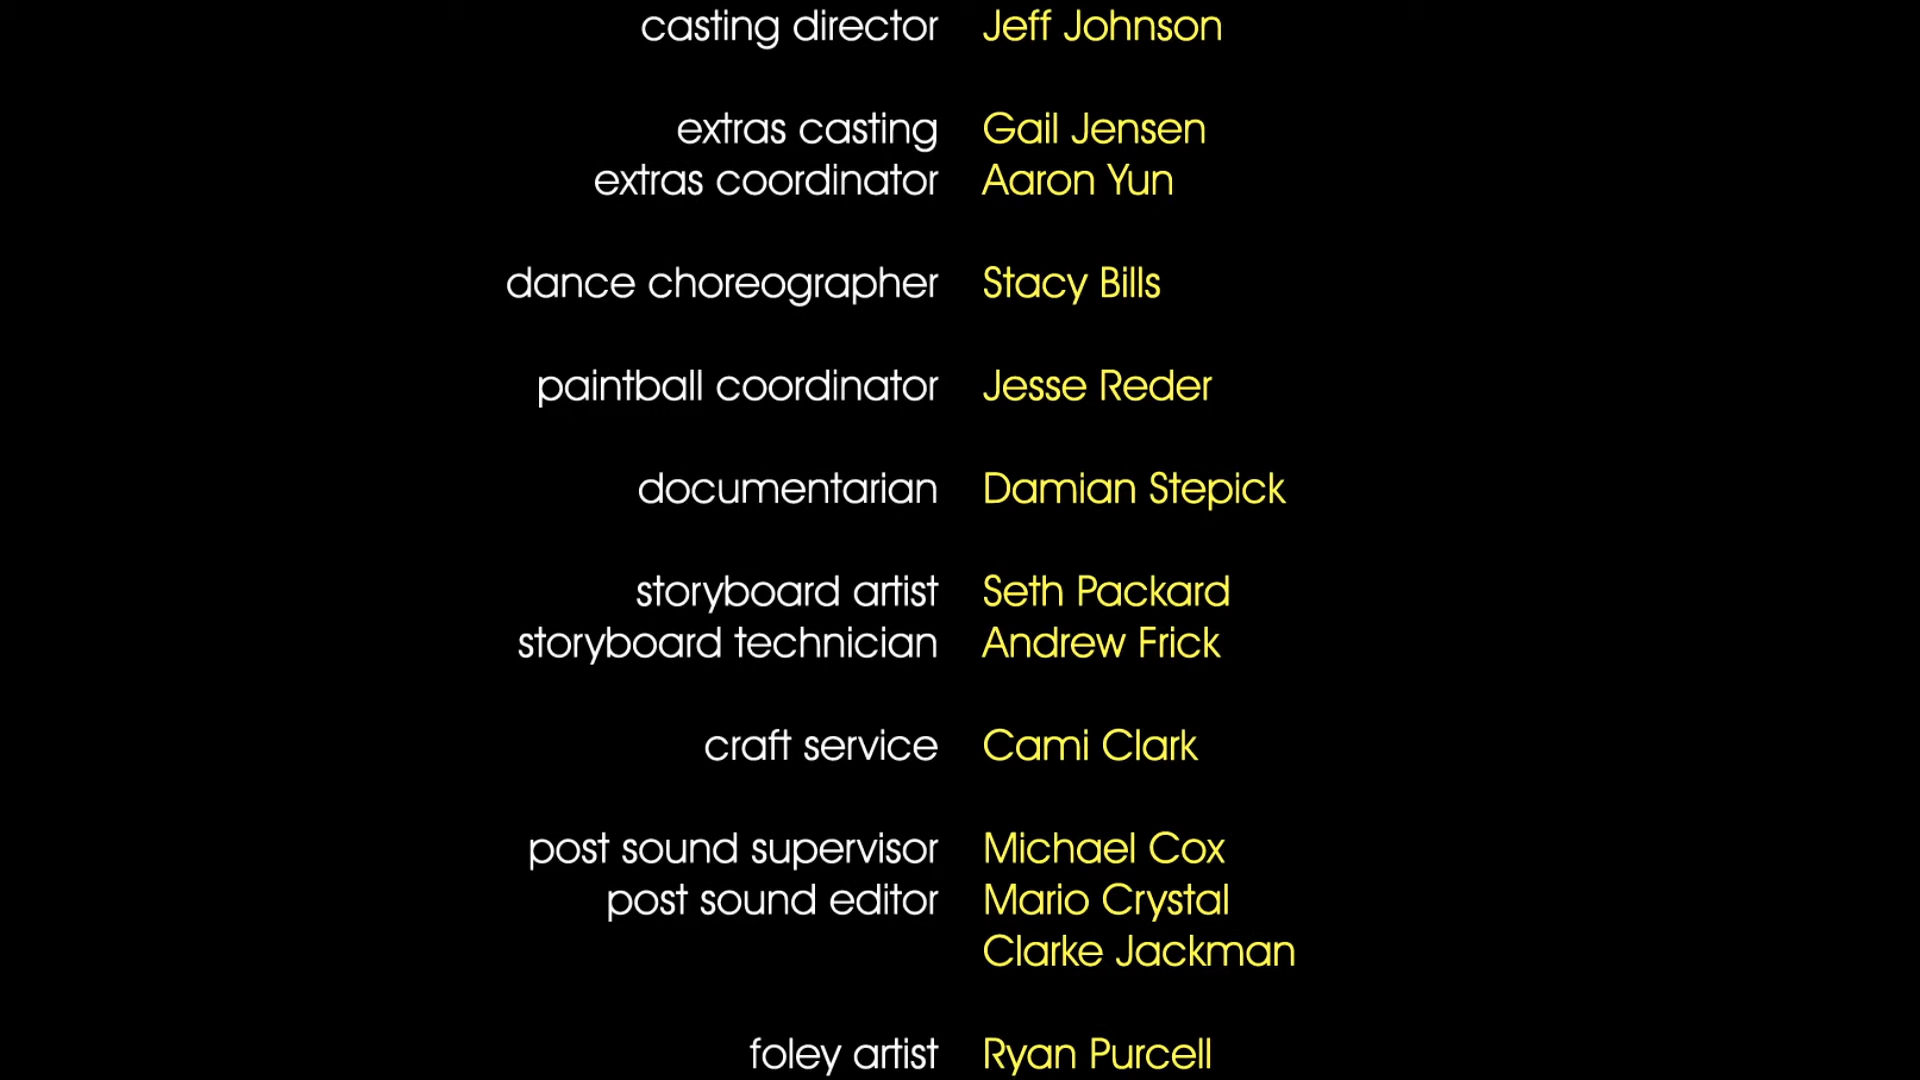 casting director Jeff Johnson
extras casting Gail Jensen
extras coordinator Aaron Yun
dance choreographer Stacy Bills
paintball coordinator Jesse Reder
documentarian Damian Stepick
storyboard artist Seth Packard
storyboard technician Andrew Frick
craft service Cami Clark
post sound supervisor Michael Cox
post sound editor Mario Crystal
Clarke Jackman
foley artist Ryan Purcell